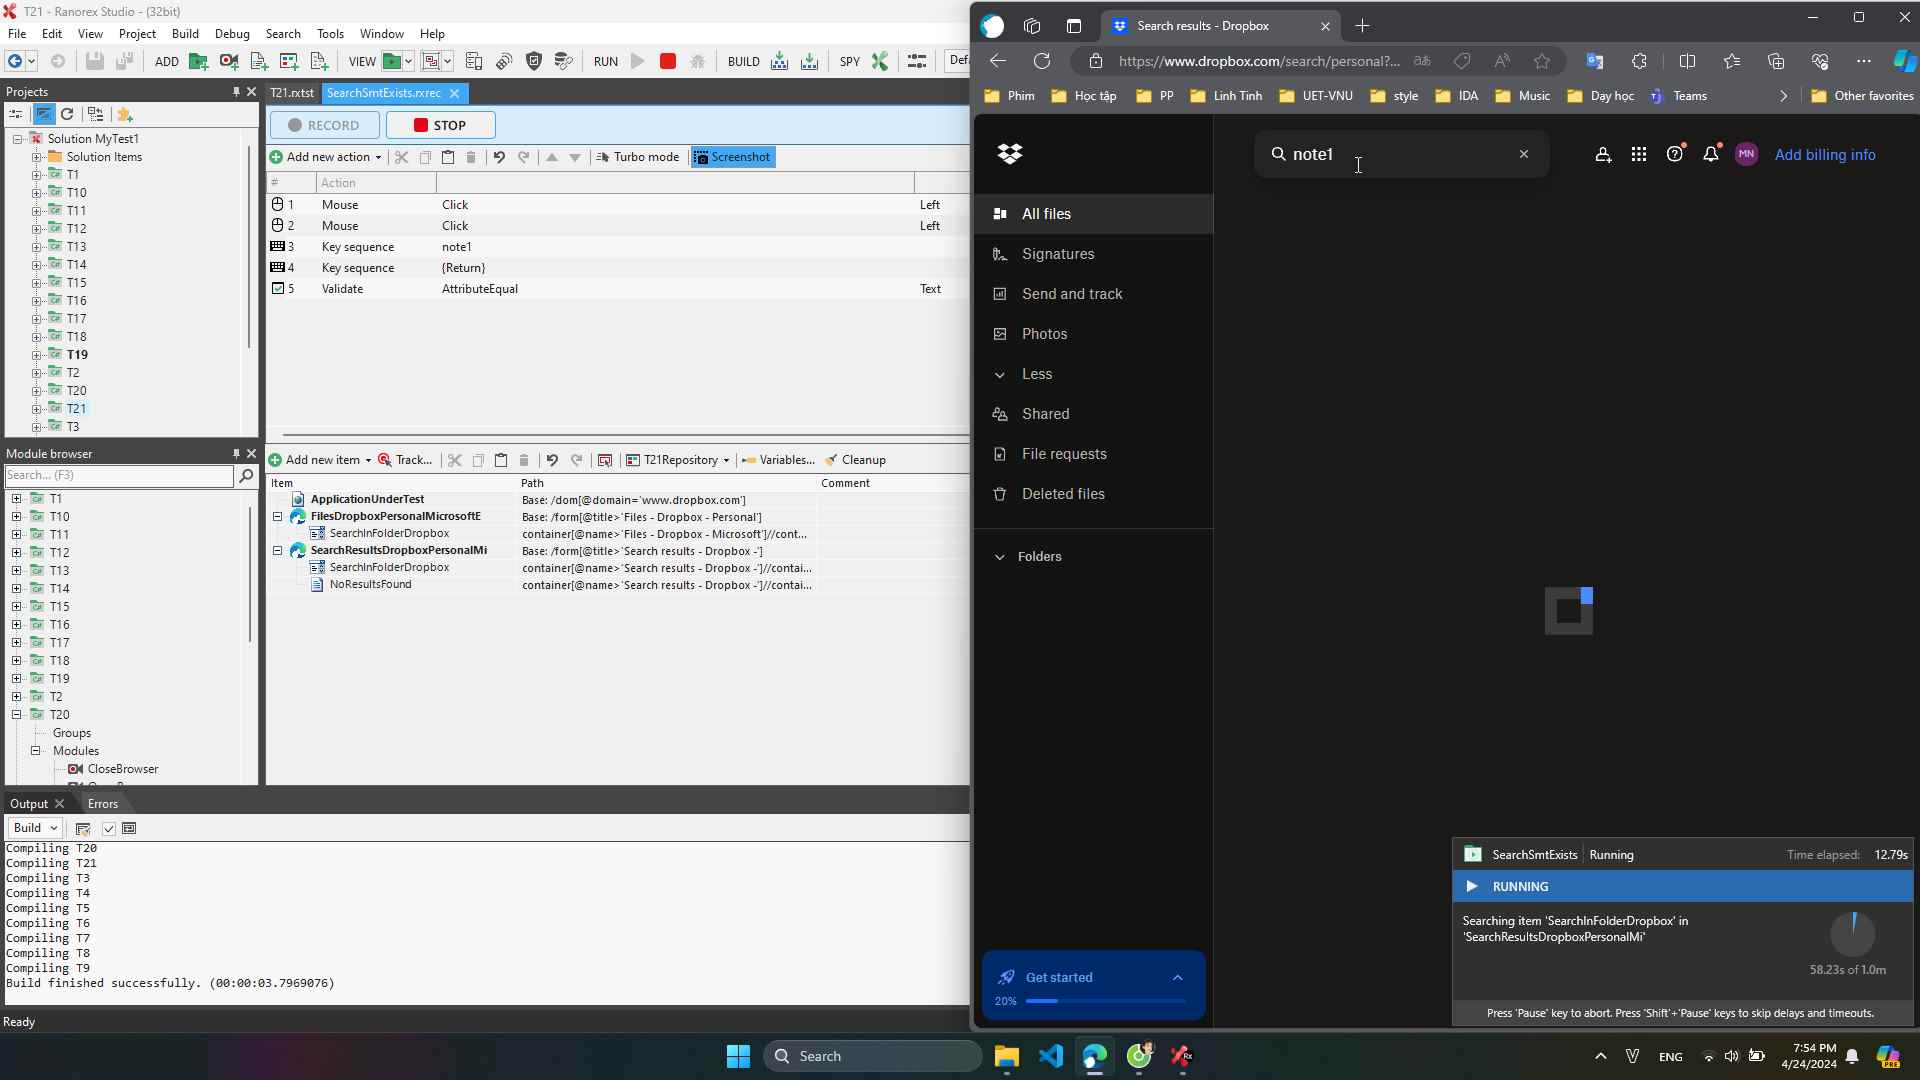 T21 - Ranorex Studio - (32bit)
File Edit View Project Build Debug Search Tools Window Help
ADD VIEW RUN BUILD SPY
Projects
Solution MyTest1
Solution Items
T1
T10
T11
T12
T13
T14
T15
T16
T17
T18
T19
T2
T20
T21
T3
Module browser
Search... (F3)
T1
T10
T11
T12
T13
T14
T15
T16
T17
T18
T19
T2
T20
Groups
Modules
CloseBrowser
T21.rxtst SearchSmtExists.rxrec
RECORD STOP
Add new action Turbo mode Screenshot
# Action
1 Mouse Click Left
2 Mouse Click Left
3 Key sequence note1
4 Key sequence {Return}
5 Validate AttributeEqual Text
Add new item Track... T21Repository Variables... Cleanup
Item Path Comment
ApplicationUnderTest Base: /dom[@domain='www.dropbox.com']
FilesDropboxPersonalMicrosoftE Base: /form[@title>'Files - Dropbox - Personal']
SearchInFolderDropbox container[@name>'Files - Dropbox - Microsoft']//cont...
SearchResultsDropboxPersonalMi Base: /form[@title>'Search results - Dropbox -']
SearchInFolderDropbox container[@name>'Search results - Dropbox -']//contai...
NoResultsFound container[@name>'Search results - Dropbox -']//contai...
Output Errors
Build
Compiling T20
Compiling T21
Compiling T3
Compiling T4
Compiling T5
Compiling T6
Compiling T7
Compiling T8
Compiling T9
Build finished successfully. (00:00:03.7969076)
Ready
Search results - Dropbox
https://www.dropbox.com/search/personal?...
Phim Học tập PP Linh Tinh UET-VNU style IDA Music Dạy học Teams Other favorites
note1
MN Add billing info
All files
Signatures
Send and track
Photos
Less
Shared
File requests
Deleted files
Folders
Get started
20%
SearchSmtExists Running Time elapsed: 12.79s
RUNNING
Searching item 'SearchInFolderDropbox' in
'SearchResultsDropboxPersonalMi'
58.23s of 1.0m
Press 'Pause' key to abort. Press 'Shift'+'Pause' keys to skip delays and timeouts.
Search
ENG
7:54 PM
4/24/2024